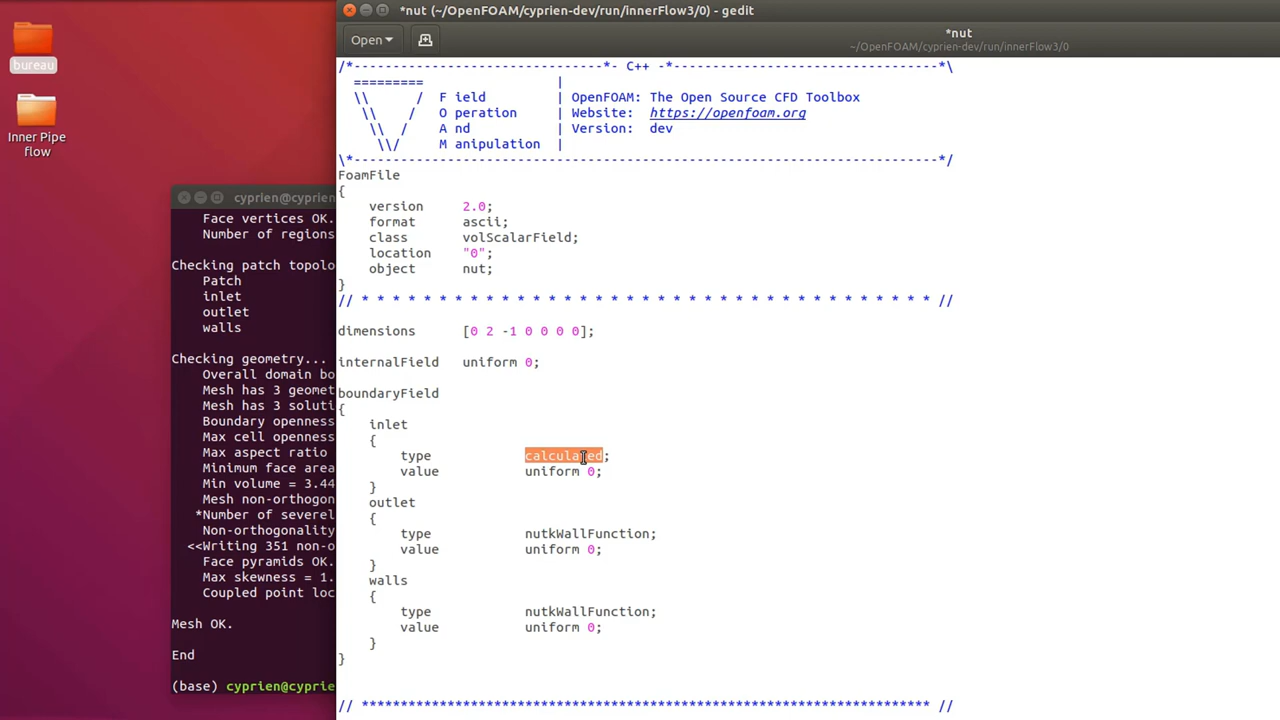 *nut (~/OpenFOAM/cyprien-dev/run/innerFlow3/0) - gedit
Open
*nut
~/OpenFOAM/cyprien-dev/run/innerFlow3/0
bureau
Inner Pipe
flow
cyprien@cyprien
Face vertices OK.
Number of regions
Checking patch topolo
Patch
inlet
outlet
walls
Checking geometry...
Overall domain bo
Mesh has 3 geomet
Mesh has 3 soluti
Boundary openness
Max cell openness
Max aspect ratio
Minimum face area
Min volume = 3.44
Mesh non-orthogon
*Number of severel
Non-orthogonality
<<Writing 351 non-o
Face pyramids OK.
Max skewness = 1.
Coupled point loc
Mesh OK.
End
(base) cyprien@cyprie
/*--------------------------------*- C++ -*----------------------------------*\
========= |
\\ / F ield | OpenFOAM: The Open Source CFD Toolbox
\\ / O peration | Website: https://openfoam.org
\\ / A nd | Version: dev
\\/ M anipulation |
\*---------------------------------------------------------------------------*/
FoamFile
{
version 2.0;
format ascii;
class volScalarField;
location "0";
object nut;
}
// * * * * * * * * * * * * * * * * * * * * * * * * * * * * * * * * * * * * * //
dimensions [0 2 -1 0 0 0 0];
internalField uniform 0;
boundaryField
{
inlet
{
type calculated;
value uniform 0;
}
outlet
{
type nutkWallFunction;
value uniform 0;
}
walls
{
type nutkWallFunction;
value uniform 0;
}
}
// ************************************************************************* //